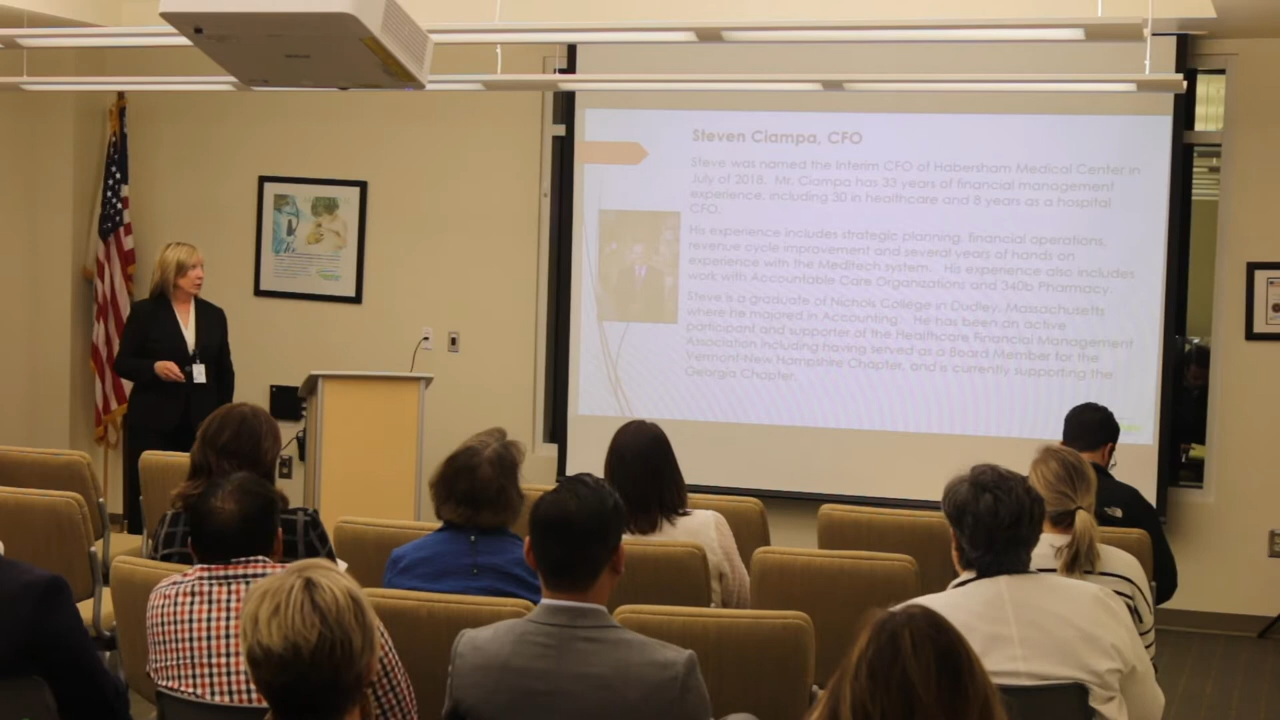 Steven Ciampa, CFO
Steve was named the Interim CFO of Habersham Medical Center in
July of 2018. Mr. Ciampa has 33 years of financial management
experience, including 30 in healthcare and 8 years as a hospital
CFO.
His experience includes strategic planning, financial operations,
revenue cycle improvement and several years of hands on
experience with the Meditech system. His experience also includes
work with Accountable Care Organizations and 340b Pharmacy.
Steve is a graduate of Nichols College in Dudley, Massachusetts
where he majored in Accounting. He has been an active
participant and supporter of the Healthcare Financial Management
Association including having served as a Board Member for the
Vermont-New Hampshire Chapter, and is currently supporting the
Georgia Chapter.